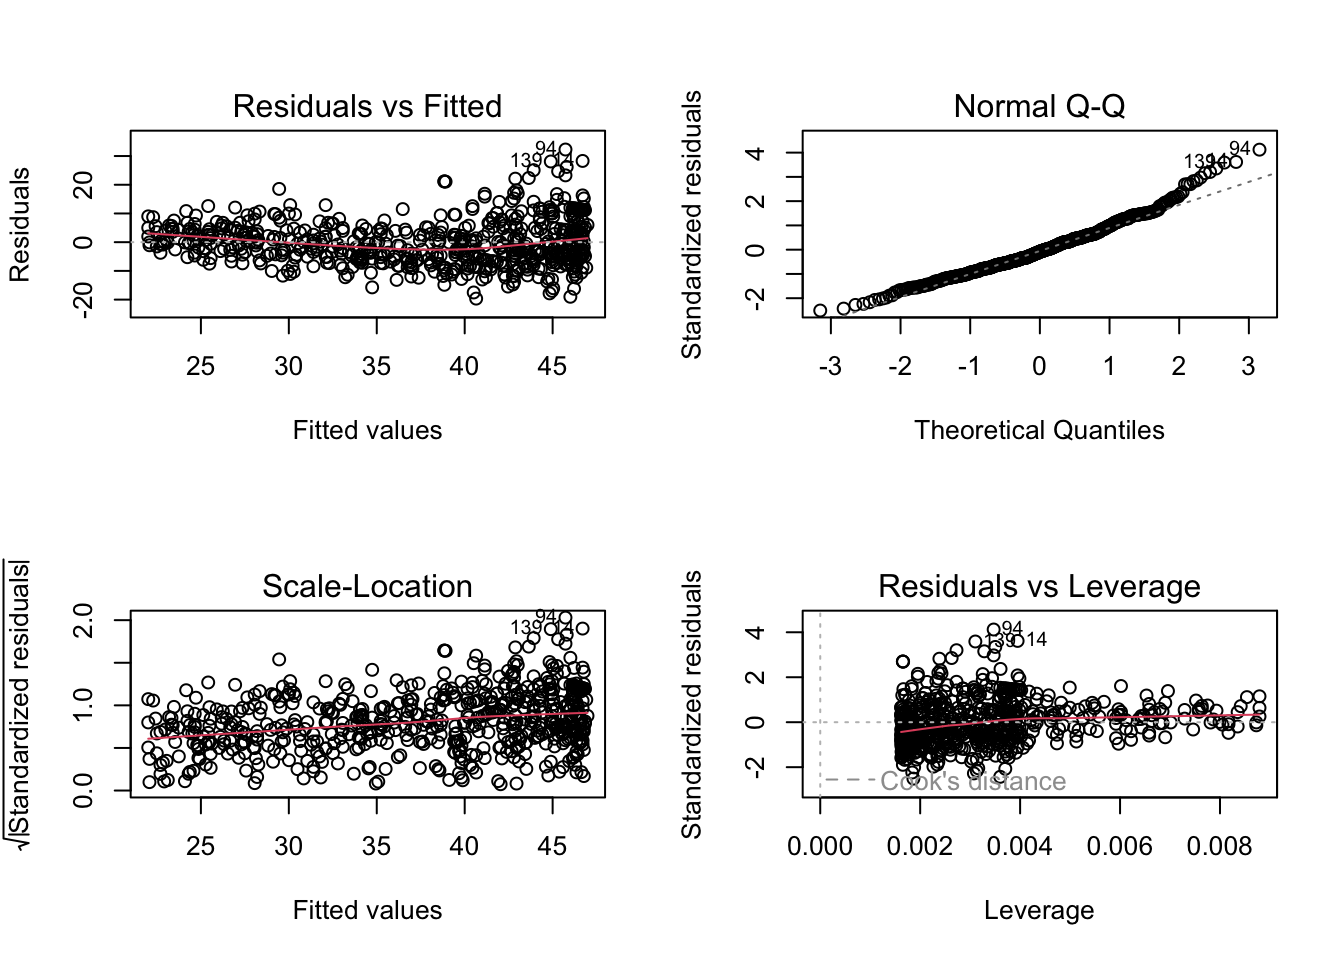 Residuals vs Fitted
Residuals
-20 0 20
94
139 14
25 30 35 40 45
Fitted values
Normal Q-Q
Standardized residuals
-2 0 2 4
94
139 14
-3 -2 -1 0 1 2 3
Theoretical Quantiles
Scale-Location
√|Standardized residuals|
0.0 1.0 2.0
94
139 14
25 30 35 40 45
Fitted values
Residuals vs Leverage
Standardized residuals
-2 0 2 4
94
139 14
Cook's distance
0.000 0.002 0.004 0.006 0.008
Leverage